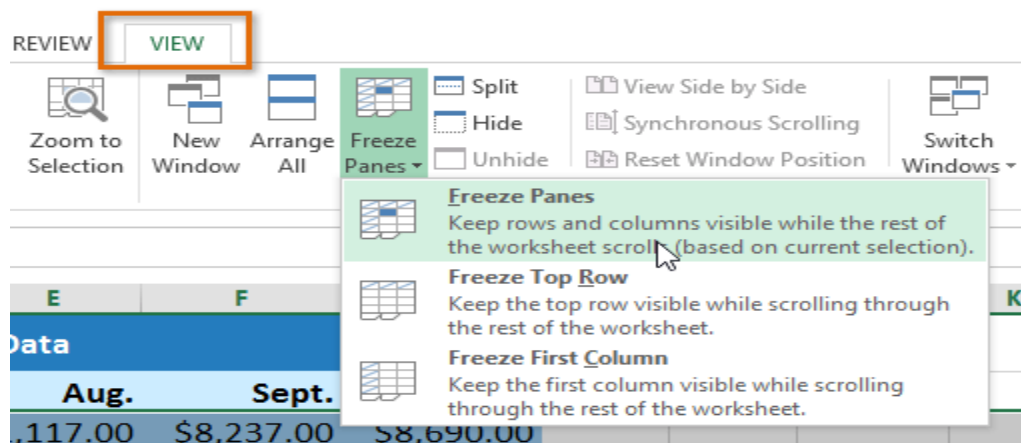 REVIEW VIEW
Zoom to Selection
New Window
Arrange All
Freeze Panes
Split
Hide
Unhide
View Side by Side
Synchronous Scrolling
Reset Window Position
Switch Windows
Freeze Panes
Keep rows and columns visible while the rest of
the worksheet scrolls (based on current selection).
Freeze Top Row
Keep the top row visible while scrolling through
the rest of the worksheet.
Freeze First Column
Keep the first column visible while scrolling
through the rest of the worksheet.
E F K
Data
Aug. Sept.
,117.00 $8,237.00 $8,690.00